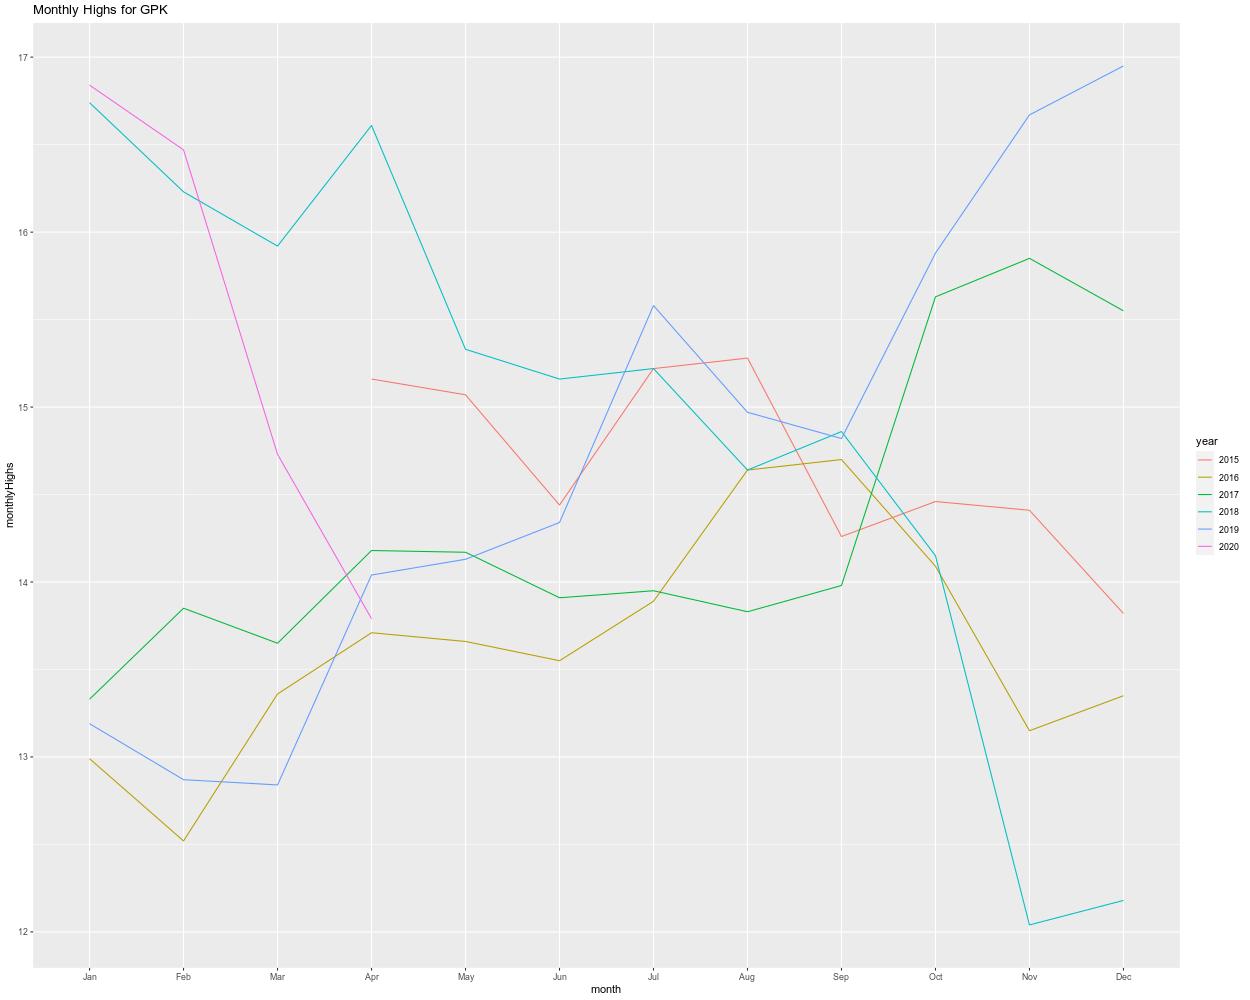 Monthly Highs for GPK
17
16
15
14
13
12
monthlyHighs
Jan Feb Mar Apr May Jun Jul Aug Sep Oct Nov Dec
month
year
2015
2016
2017
2018
2019
2020